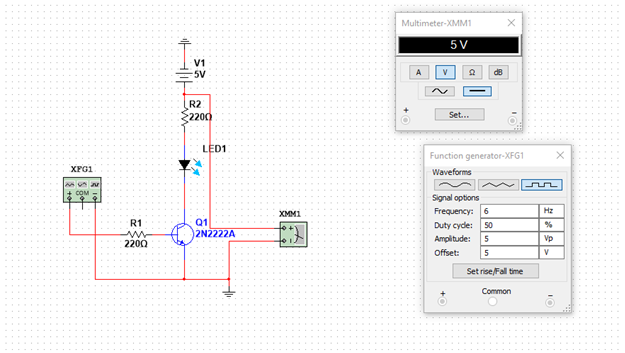 Multimeter-XMM1
5 V
A V Ω dB
+ −
Set...
V1
5V
R2
220Ω
LED1
XFG1
+ COM −
R1
220Ω
Q1
2N2222A
XMM1
+ −
Function generator-XFG1
Waveforms
Signal options
Frequency: 6 Hz
Duty cycle: 50 %
Amplitude: 5 Vp
Offset: 5 V
Set rise/Fall time
+ Common −